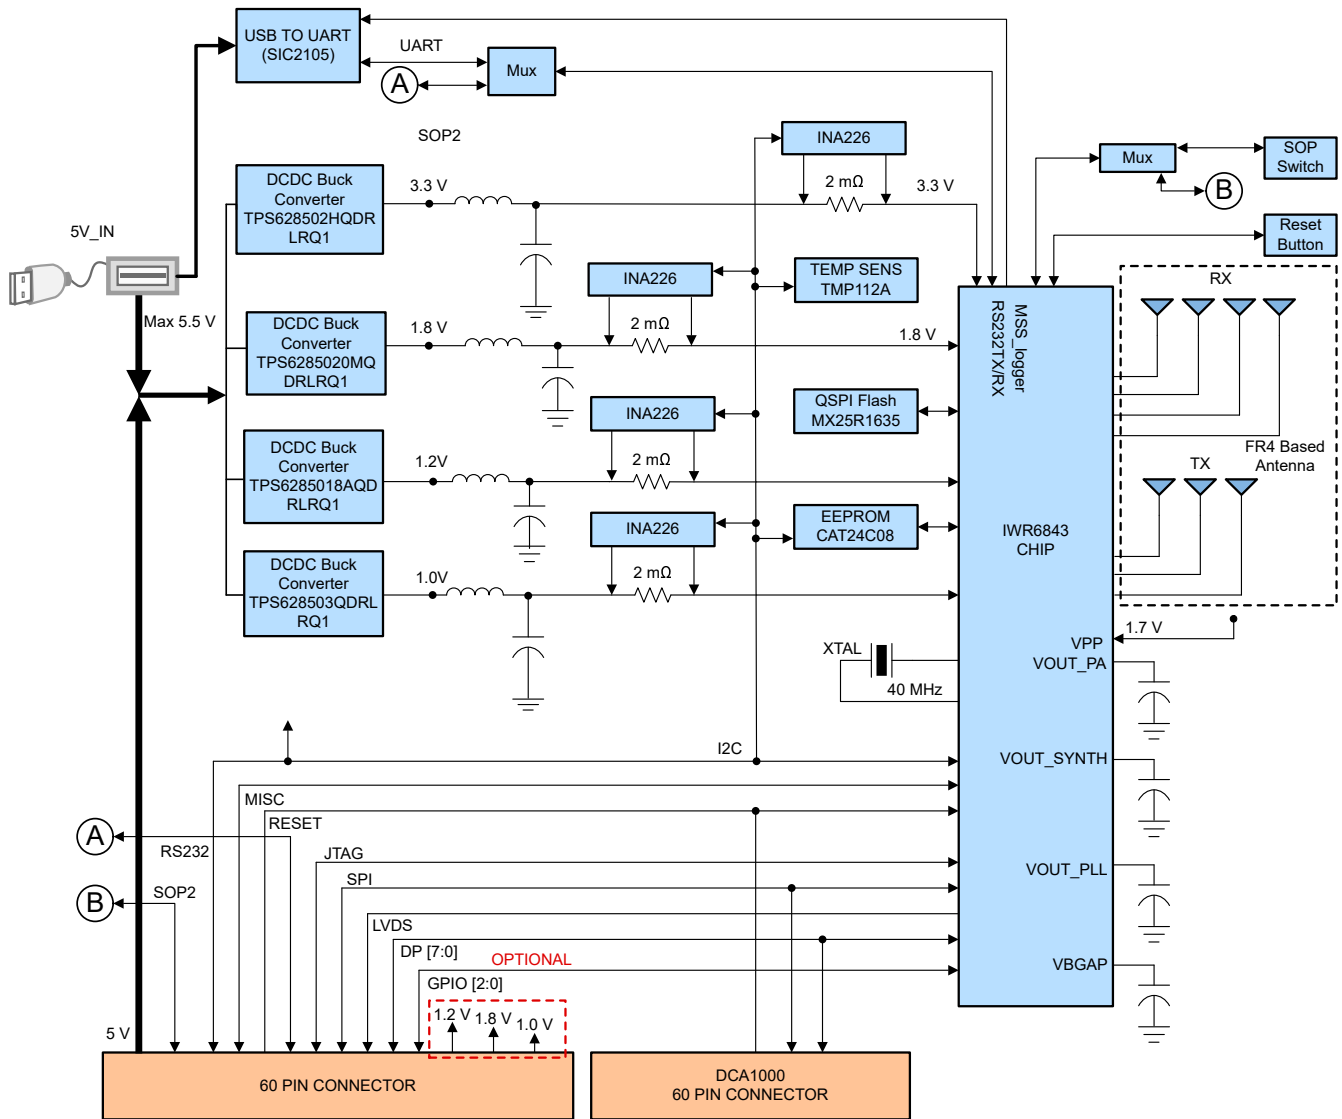 USB TO UART
(SIC2105)
UART
Mux
A
SOP2
INA226
2 mΩ
3.3 V
3.3 V
DCDC Buck
Converter
TPS628502HQDR
LRQ1
Mux
SOP
Switch
B
Reset
Button
5V_IN
Max 5.5 V
INA226
TEMP SENS
TMP112A
2 mΩ
1.8 V
1.8 V
DCDC Buck
Converter
TPS6285020MQ
DRLRQ1
MSS_logger
RS232TX/RX
RX
INA226
QSPI Flash
MX25R1635
2 mΩ
1.2V
DCDC Buck
Converter
TPS6285018AQD
RLRQ1
FR4 Based
Antenna
TX
INA226
EEPROM
CAT24C08
IWR6843
CHIP
2 mΩ
1.0V
DCDC Buck
Converter
TPS628503QDRL
RQ1
XTAL
40 MHz
1.7 V
VPP
VOUT_PA
I2C
VOUT_SYNTH
MISC
RESET
A
RS232
JTAG
VOUT_PLL
SPI
B
SOP2
LVDS
DP [7:0]
OPTIONAL
VBGAP
GPIO [2:0]
1.2 V
1.8 V
1.0 V
5 V
60 PIN CONNECTOR
DCA1000
60 PIN CONNECTOR